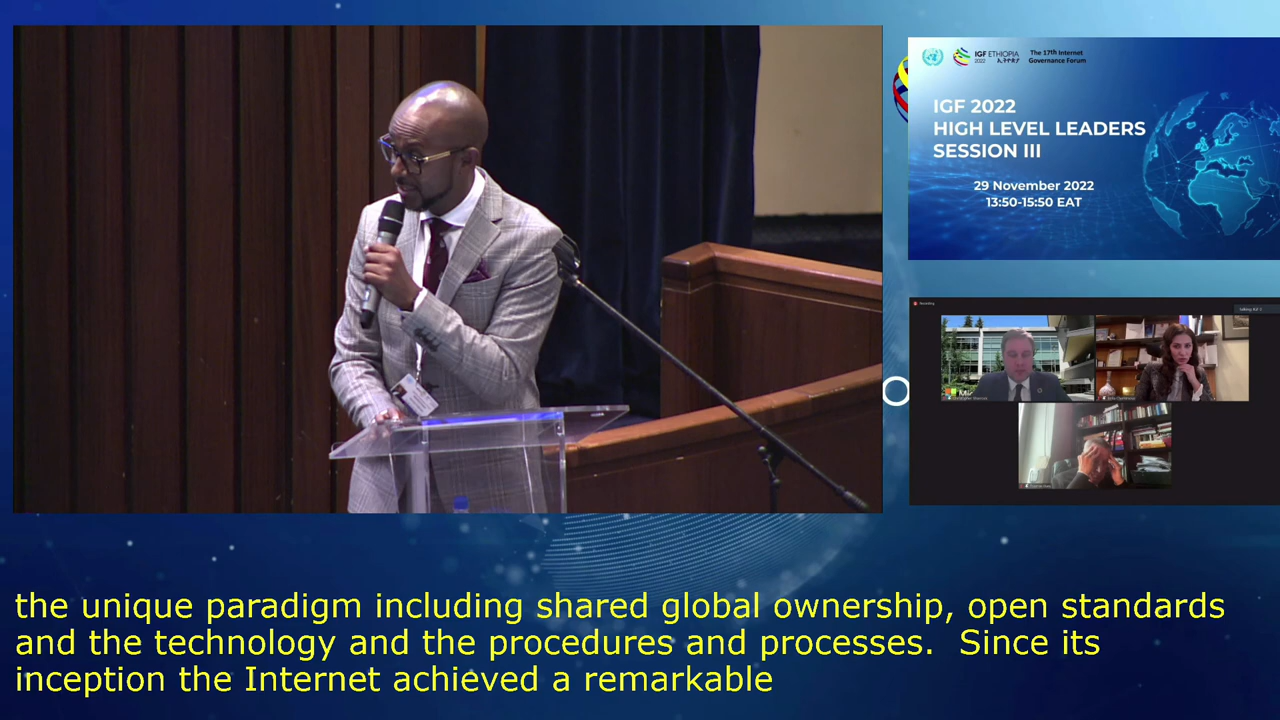 IGF ETHIOPIA
2022 ኢትዮጵያ
The 17th Internet
Governance Forum
IGF 2022
HIGH LEVEL LEADERS
SESSION III
29 November 2022
13:50-15:50 EAT
the unique paradigm including shared global ownership, open standards
and the technology and the procedures and processes.  Since its
inception the Internet achieved a remarkable